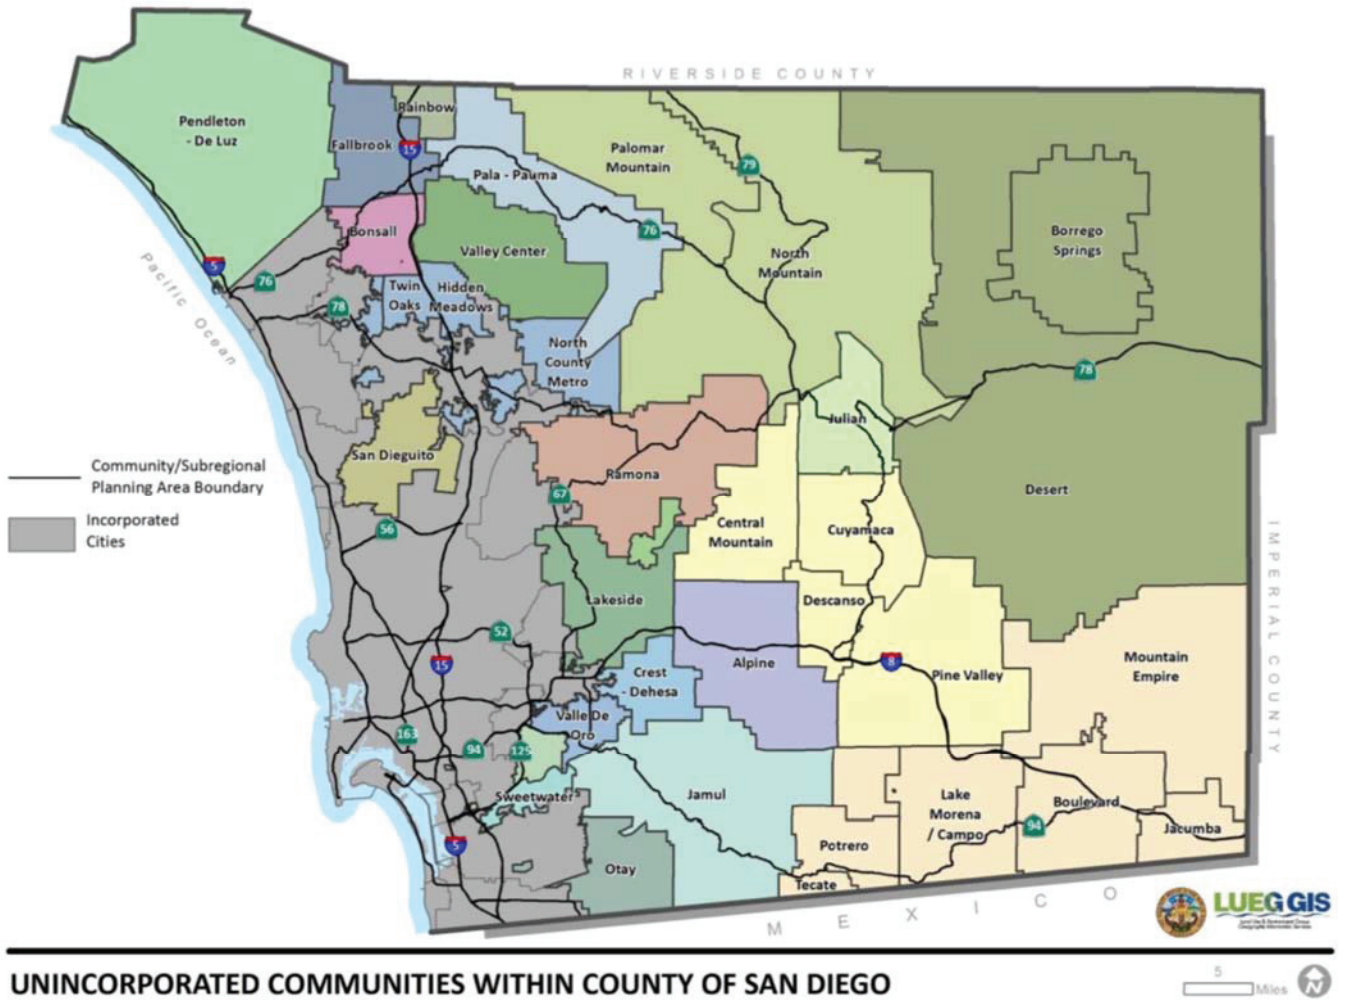 RIVERSIDE COUNTY
Pendleton
- De Luz
Rainbow
Fallbrook
15
Palomar
Mountain
79
Pala - Pauma
76
Bonsall
Valley Center
North
Mountain
Borrego
Springs
5
76
Pacific Ocean
78
Twin
Oaks
Hidden
Meadows
North
County
Metro
78
Julian
San Dieguito
Ramona
67
Desert
Community/Subregional
Planning Area Boundary
Incorporated
Cities
56
Central
Mountain
Cuyamaca
IMPERIAL COUNTY
Lakeside
Descanso
52
15
Alpine
8
Pine Valley
Mountain
Empire
Crest
- Dehesa
Valle De
Oro
163
94
125
Sweetwater
Jamul
Lake
Morena
/ Campo
Boulevard
94
Jacumba
5
Potrero
Otay
Tecate
MEXICO
LUEG GIS
UNINCORPORATED COMMUNITIES WITHIN COUNTY OF SAN DIEGO
5
Miles
N